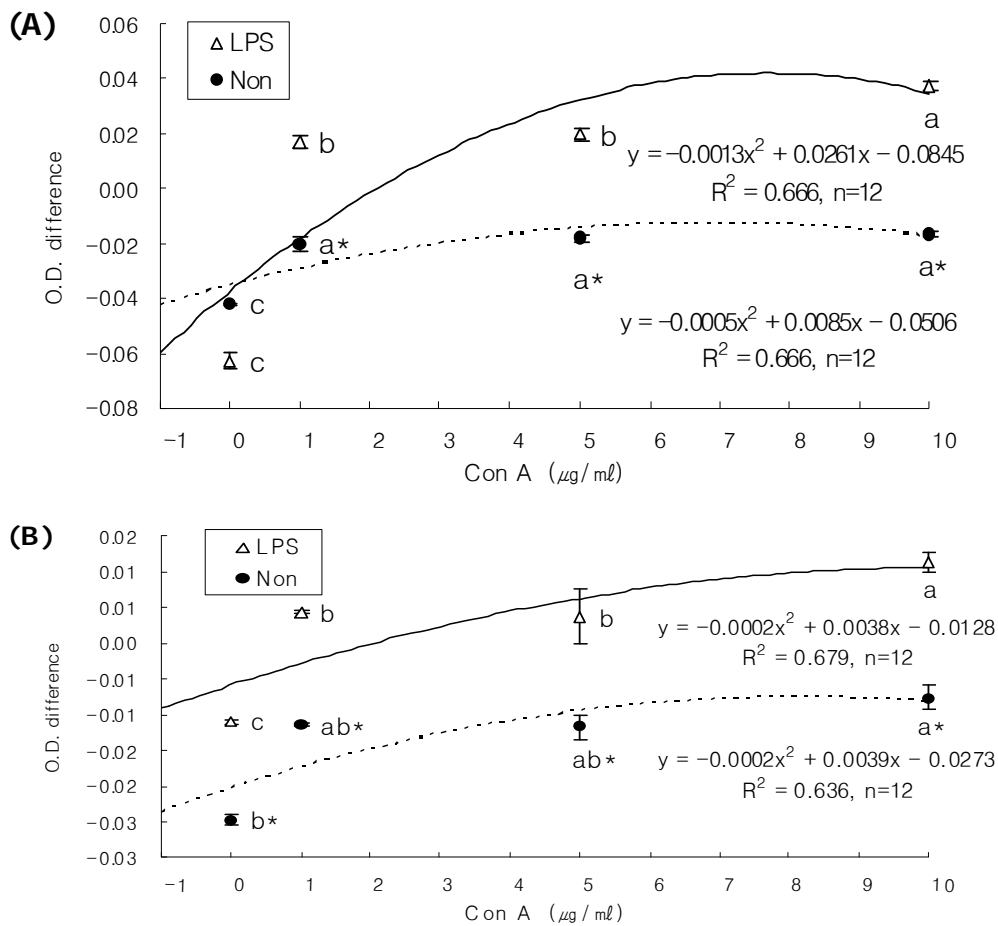 (A)
0.06
0.04
0.02
0.00
−0.02
−0.04
−0.06
−0.08
O.D. difference
△ LPS
● Non
b
b
a
a*
a*
a*
c
c
y = −0.0013x² + 0.0261x − 0.0845
R² = 0.666, n=12
y = −0.0005x² + 0.0085x − 0.0506
R² = 0.666, n=12
−1 0 1 2 3 4 5 6 7 8 9 10
Con A (μg/㎖)
(B)
0.02
0.01
0.01
0.00
−0.01
−0.01
−0.02
−0.02
−0.03
−0.03
O.D. difference
△ LPS
● Non
b
b
a
c
ab*
ab*
a*
b*
y = −0.0002x² + 0.0038x − 0.0128
R² = 0.679, n=12
y = −0.0002x² + 0.0039x − 0.0273
R² = 0.636, n=12
−1 0 1 2 3 4 5 6 7 8 9 10
Con A (μg/㎖)